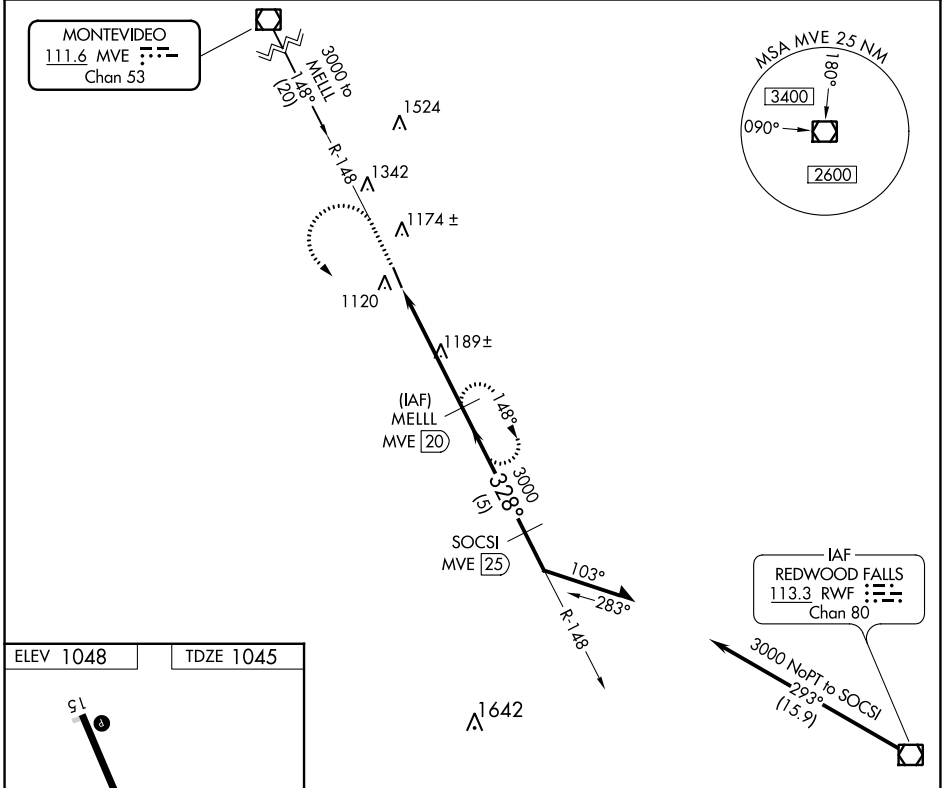 MONTEVIDEO
111.6 MVE
Chan 53
3000 to
MELLL
148°
(20)
R-148
1524
1342
1174 ±
1120
1189±
MSA MVE 25 NM
180°
3400
090°
2600
(IAF)
MELLL
MVE 20
148°
3000
328°
(5)
SOCSI
MVE 25
103°
283°
R-148
IAF
REDWOOD FALLS
113.3 RWF
Chan 80
3000 NoPT to SOCSI
293°
(15.9)
1642
ELEV 1048
TDZE 1045
15
P